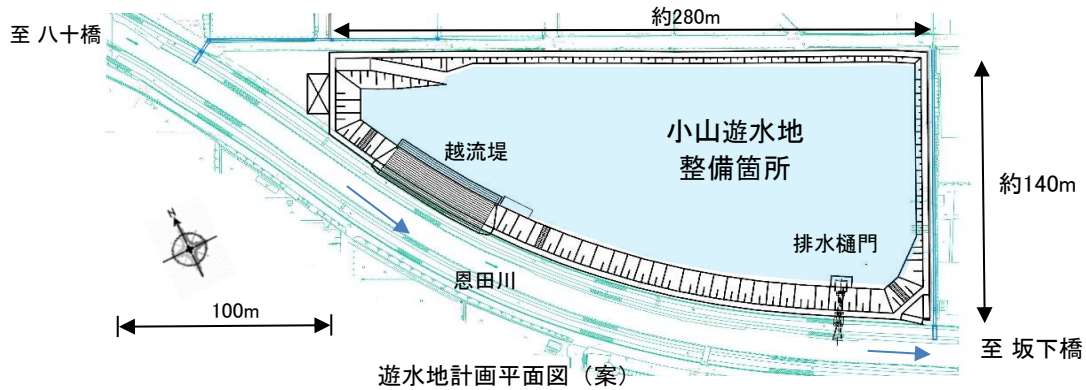 約280m
至 八十橋
小山遊水地
整備箇所
越流堤
約140m
排水樋門
N
恩田川
100m
至 坂下橋
遊水地計画平面図（案）